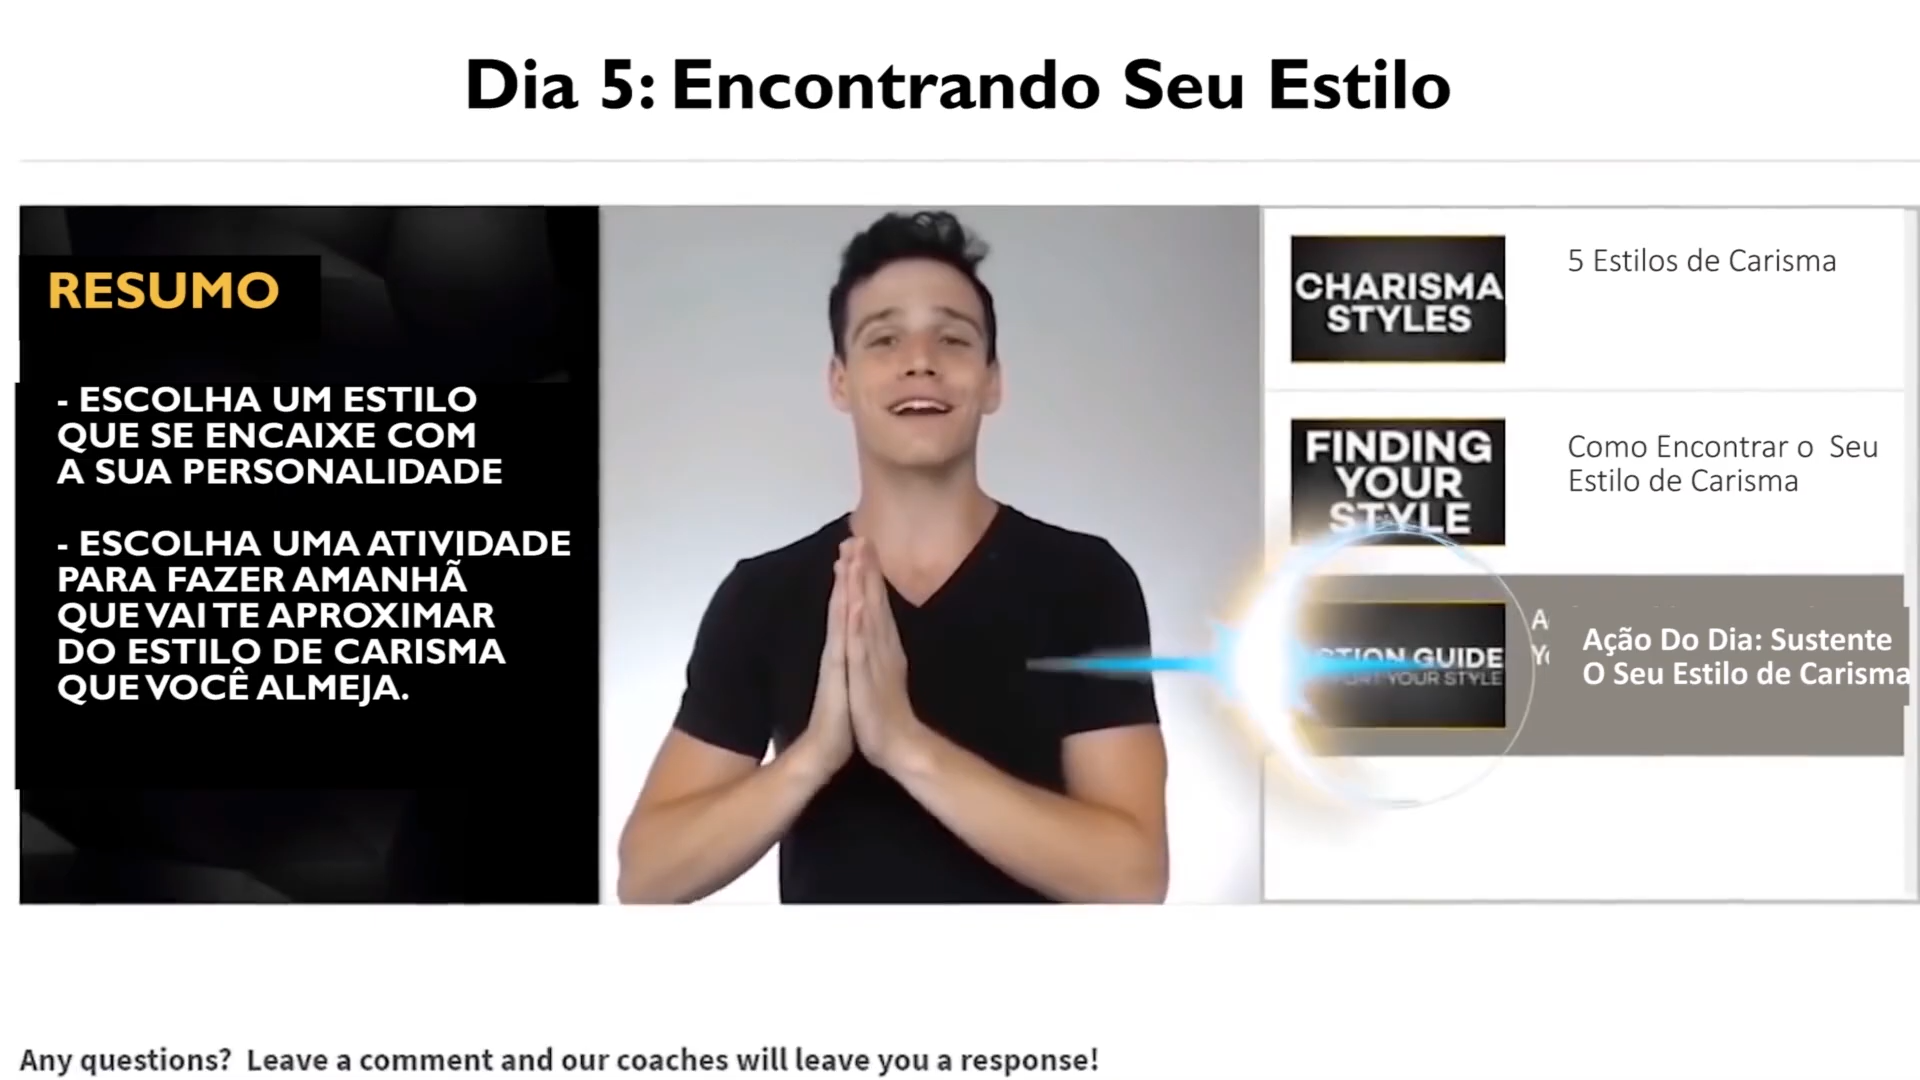 Dia 5: Encontrando Seu Estilo
RESUMO
- ESCOLHA UM ESTILO
QUE SE ENCAIXE COM
A SUA PERSONALIDADE
- ESCOLHA UMA ATIVIDADE
PARA FAZER AMANHÃ
QUE VAI TE APROXIMAR
DO ESTILO DE CARISMA
QUE VOCÊ ALMEJA.
CHARISMA
STYLES
5 Estilos de Carisma
FINDING
YOUR
STYLE
Como Encontrar o Seu
Estilo de Carisma
GUIDE
YOUR STYLE
Ação Do Dia: Sustente
O Seu Estilo de Carisma
Any questions? Leave a comment and our coaches will leave you a response!